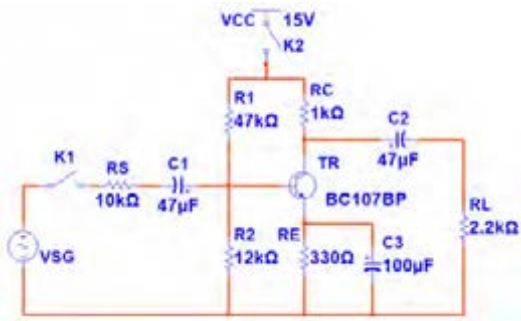 VCC 15V
K2
R1
47kΩ
RC
1kΩ
C2
47µF
K1
RS
10kΩ
C1
47µF
TR
BC107BP
RL
2.2kΩ
VSG
R2
12kΩ
RE
330Ω
C3
100µF